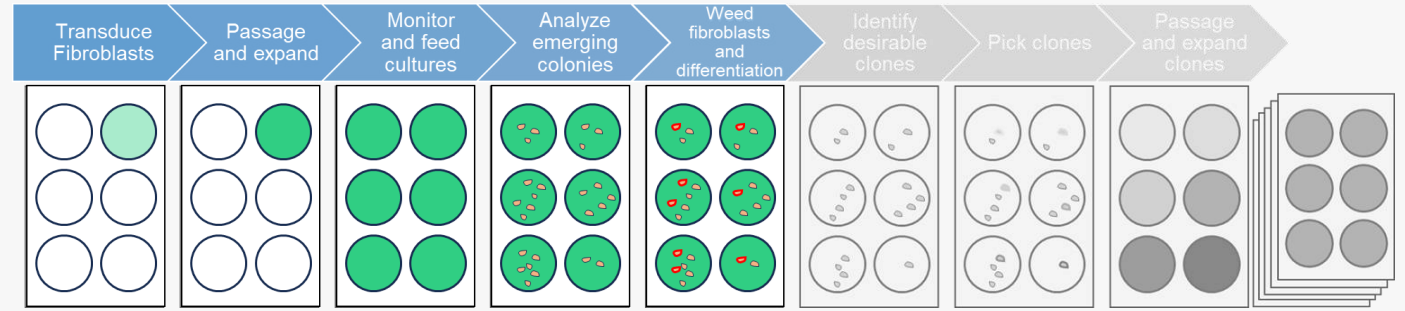 Transduce
Fibroblasts
Passage
and expand
Monitor
and feed
cultures
Analyze
emerging
colonies
Weed
fibroblasts
and
differentiation
Identify
desirable
clones
Pick clones
Passage
and expand
clones